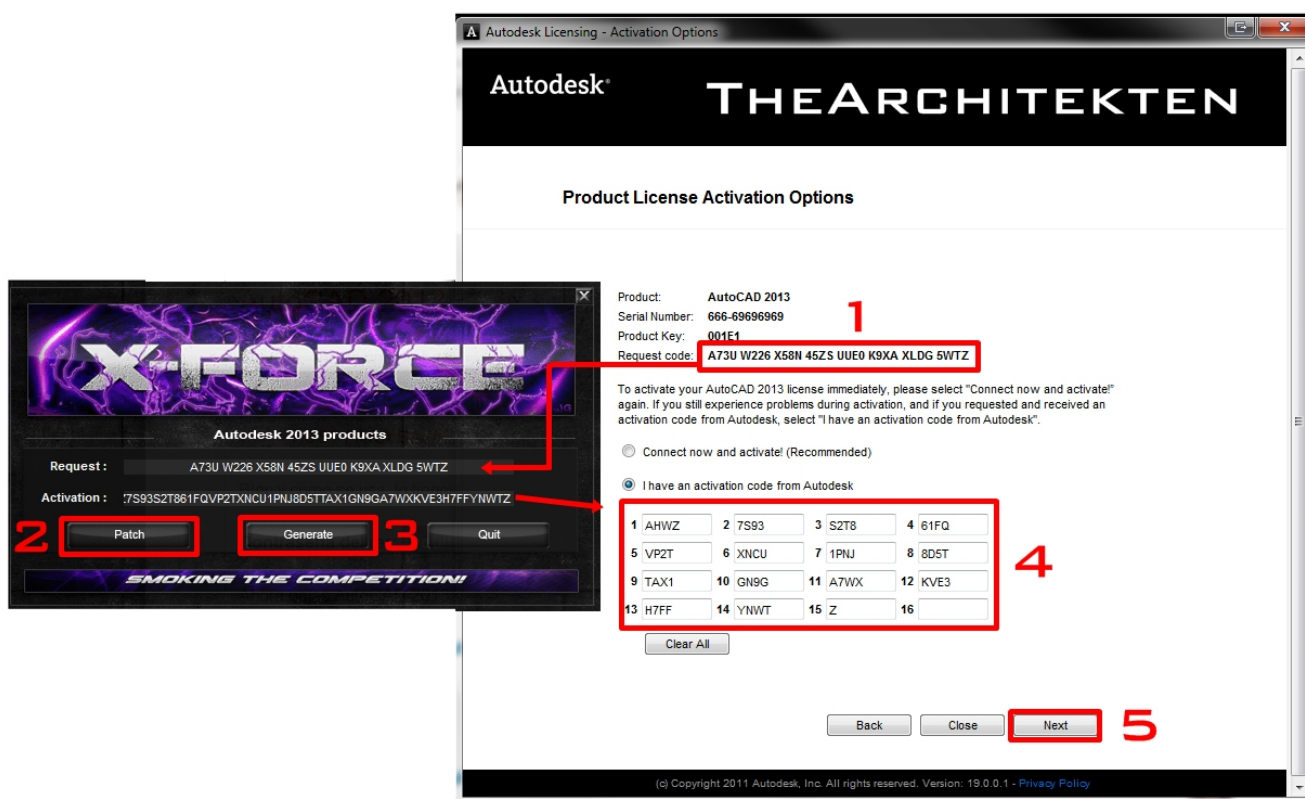 Autodesk Licensing - Activation Options
Autodesk®
THEARCHITEKTEN
Product License Activation Options
Product: AutoCAD 2013
Serial Number: 666-69696969
Product Key: 001E1
1
Request code: A73U W226 X58N 45ZS UUE0 K9XA XLDG 5WTZ
To activate your AutoCAD 2013 license immediately, please select "Connect now and activate!"
again. If you still experience problems during activation, and if you requested and received an
activation code from Autodesk, select "I have an activation code from Autodesk".
Connect now and activate! (Recommended)
I have an activation code from Autodesk
1 AHWZ 2 7S93 3 S2T8 4 61FQ
5 VP2T 6 XNCU 7 1PNJ 8 8D5T
9 TAX1 10 GN9G 11 A7WX 12 KVE3
13 H7FF 14 YNWT 15 Z 16
4
Clear All
Back Close Next 5
(c) Copyright 2011 Autodesk, Inc. All rights reserved. Version: 19.0.0.1 - Privacy Policy
X-FORCE
Autodesk 2013 products
Request : A73U W226 X58N 45ZS UUE0 K9XA XLDG 5WTZ
Activation : 7S93S2T861FQVP2TXNCU1PNJ8D5TTAX1GN9GA7WXKVE3H7FFYNWTZ
2 Patch Generate 3 Quit
SMOKING THE COMPETITION!